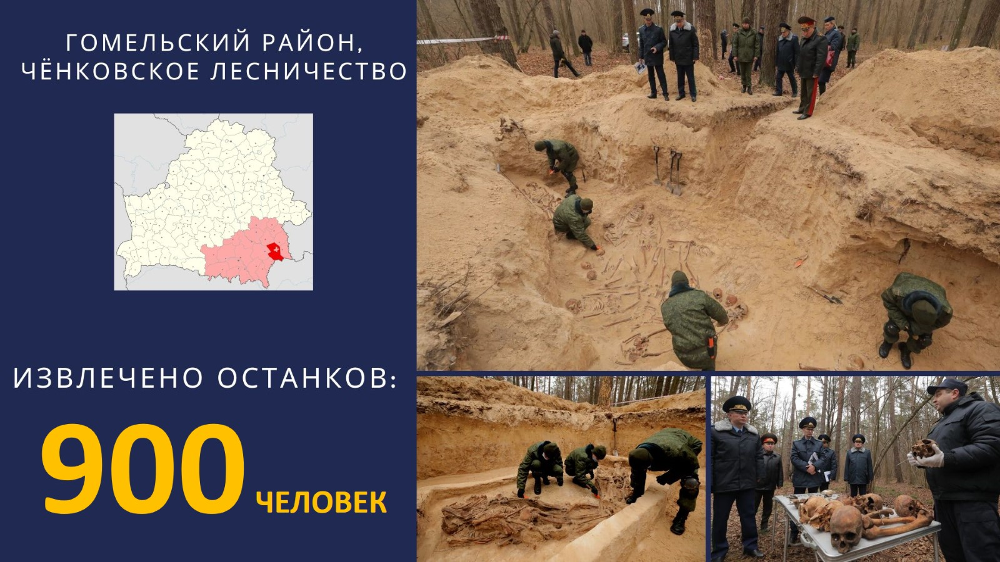 ГОМЕЛЬСКИЙ РАЙОН,
ЧЁНКОВСКОЕ ЛЕСНИЧЕСТВО
ИЗВЛЕЧЕНО ОСТАНКОВ:
900 ЧЕЛОВЕК